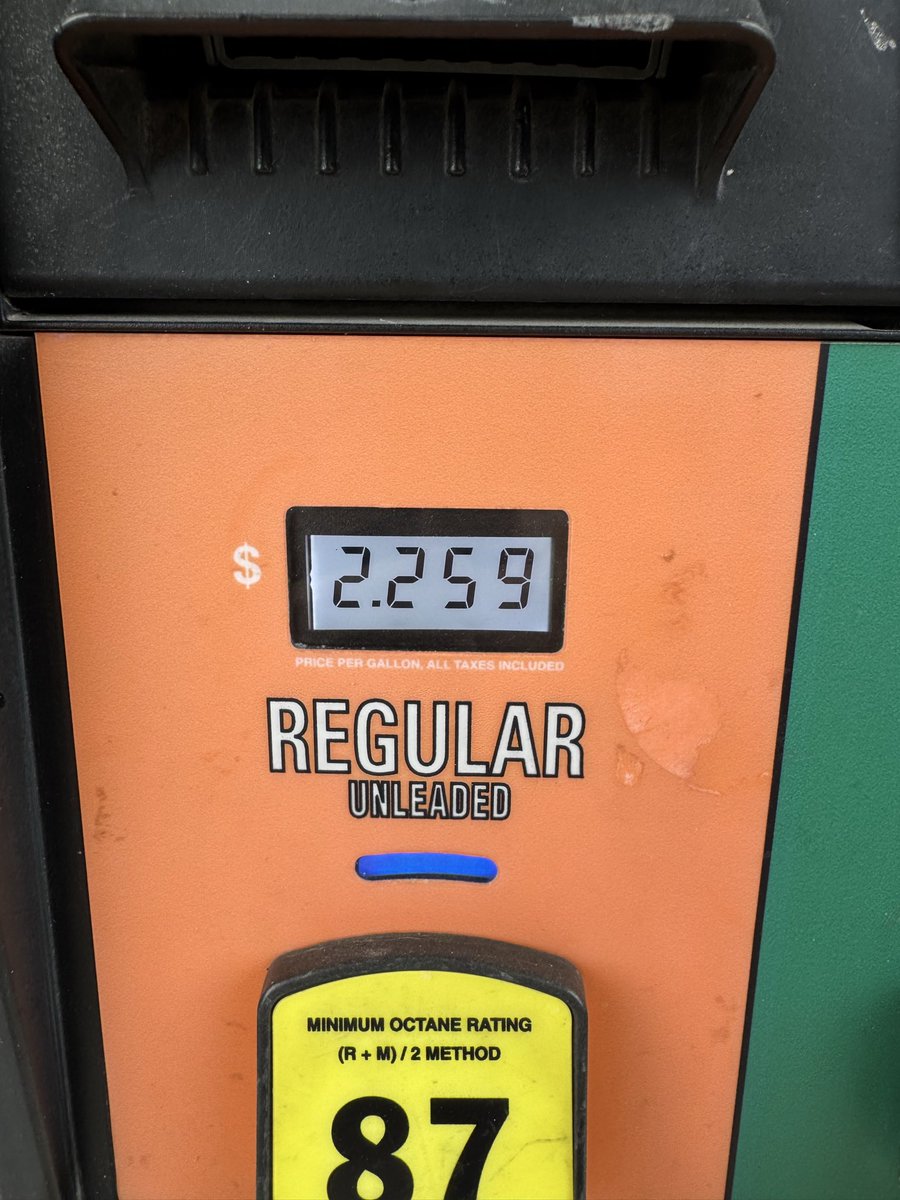 $ 2.259
PRICE PER GALLON, ALL TAXES INCLUDED
REGULAR
UNLEADED
MINIMUM OCTANE RATING
(R + M) / 2 METHOD
87